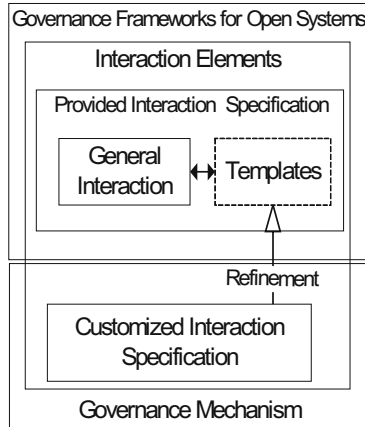 Governance Frameworks for Open Systems
Interaction Elements
Provided Interaction Specification
General
Interaction
Templates
Refinement
Customized Interaction
Specification
Governance Mechanism